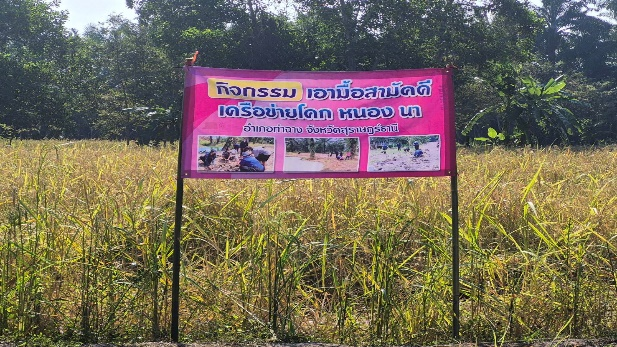 กิจกรรม เอามื้อสามัคคี
เครือข่ายโคก หนอง นา
อำเภอท่าฉาง จังหวัดสุราษฎร์ธานี